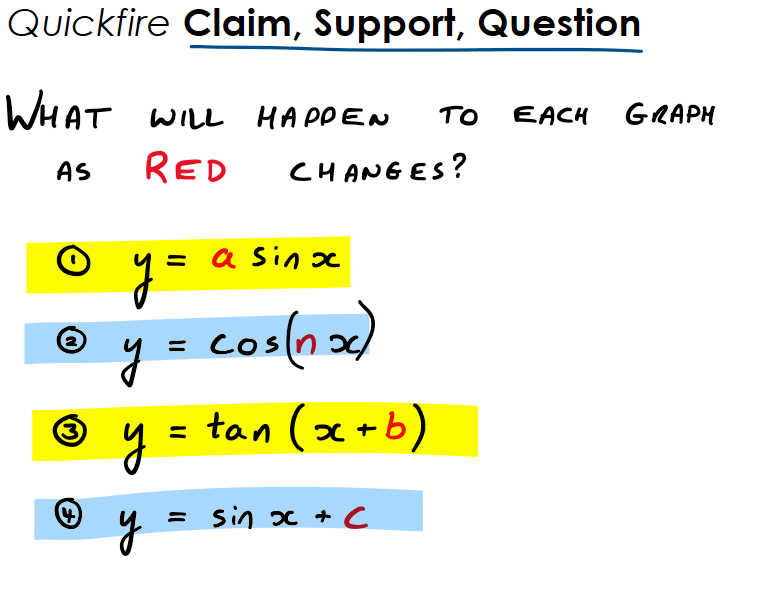 Quickfire Claim, Support, Question
WHAT WILL HAPPEN TO EACH GRAPH
AS RED CHANGES?
① y = a sin x
② y = cos(nx)
③ y = tan (x + b)
④ y = sin x + c